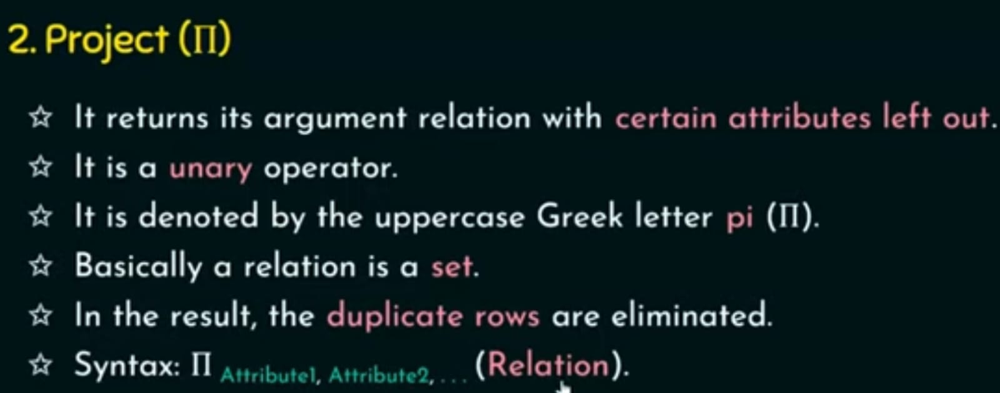 2. Project (Π)
☆ It returns its argument relation with certain attributes left out.
☆ It is a unary operator.
☆ It is denoted by the uppercase Greek letter pi (Π).
☆ Basically a relation is a set.
☆ In the result, the duplicate rows are eliminated.
☆ Syntax: Π Attribute1, Attribute2, . . . (Relation).